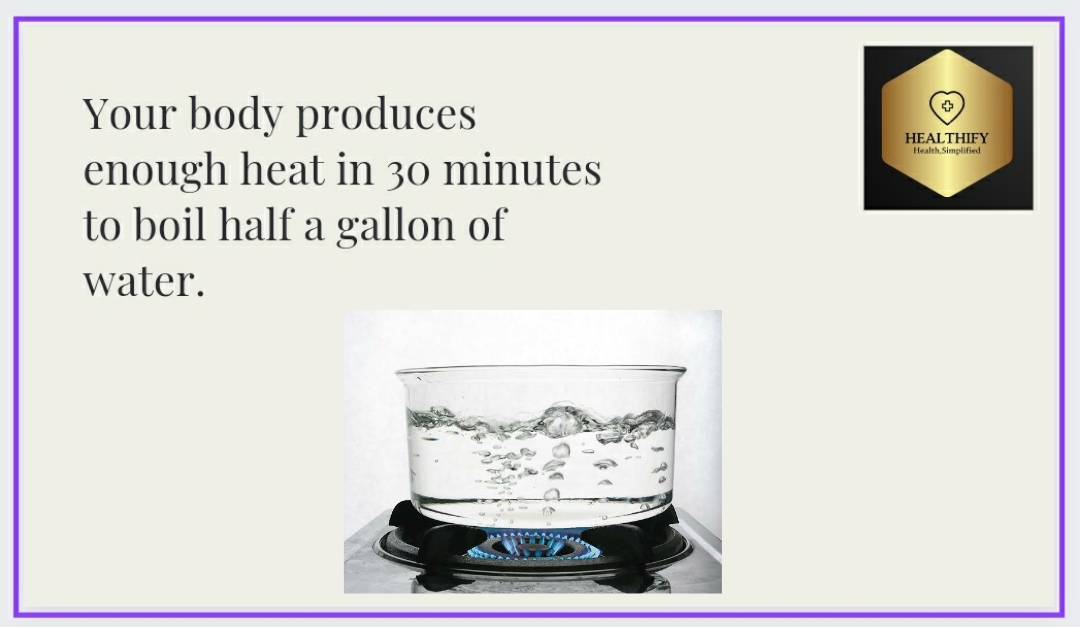 Your body produces
enough heat in 30 minutes
to boil half a gallon of
water.
HEALTHIFY
Health,Simplified